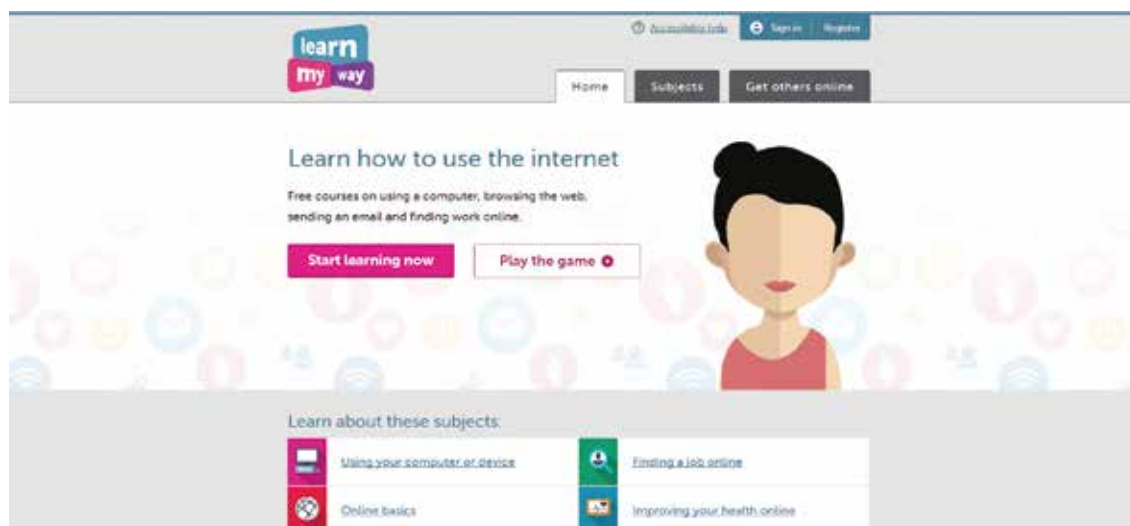 Accessibility help
Sign in
Register
learn
my way
Home
Subjects
Get others online
Learn how to use the internet
Free courses on using a computer, browsing the web,
sending an email and finding work online.
Start learning now
Play the game
Learn about these subjects:
Using your computer or device
Finding a job online
Online basics
Improving your health online